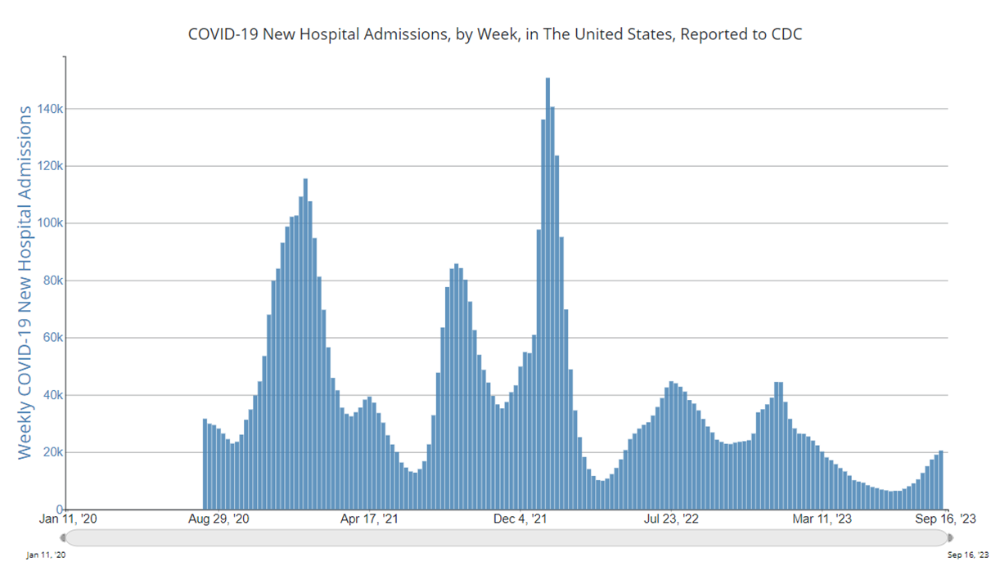 COVID-19 New Hospital Admissions, by Week, in The United States, Reported to CDC
Weekly COVID-19 New Hospital Admissions
140k
120k
100k
80k
60k
40k
20k
0
Jan 11, '20 Aug 29, '20 Apr 17, '21 Dec 4, '21 Jul 23, '22 Mar 11, '23 Sep 16, '23
Jan 11, '20 Sep 16, '23